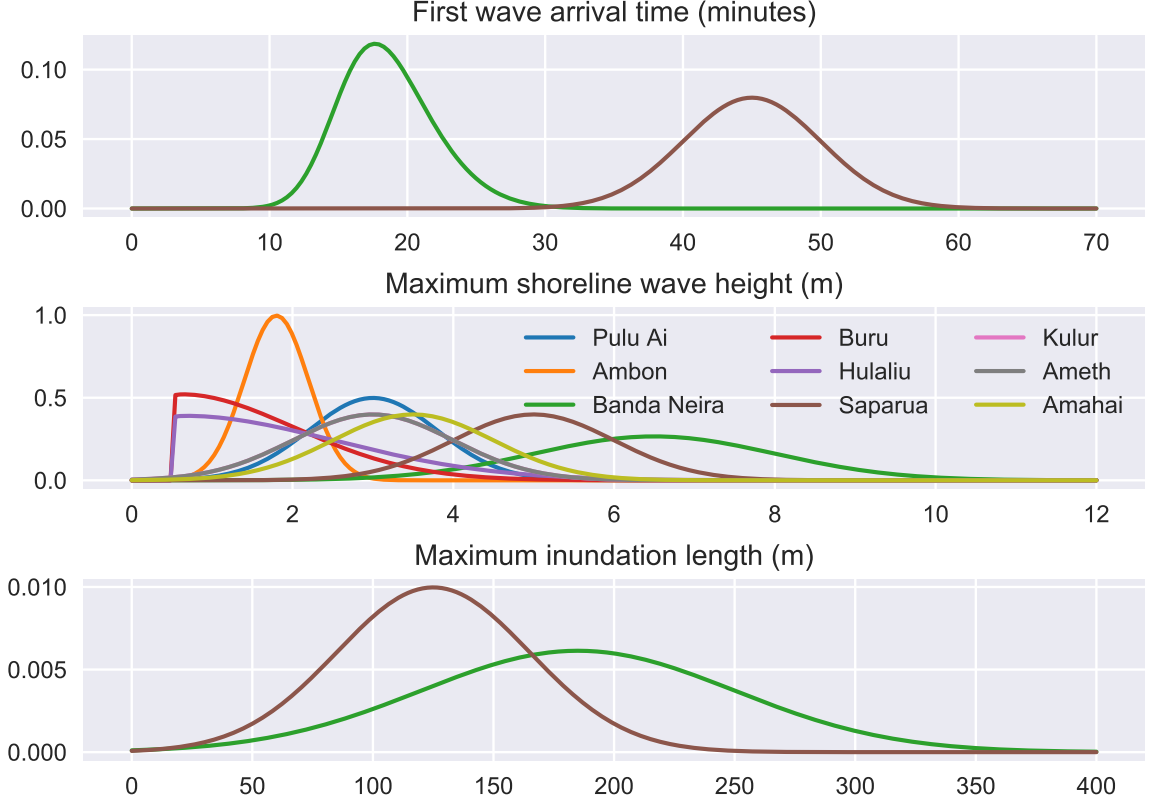 First wave arrival time (minutes)
0.10
0.05
0.00
0 10 20 30 40 50 60 70
Maximum shoreline wave height (m)
1.0
0.5
0.0
Pulu Ai Buru Kulur
Ambon Hulaliu Ameth
Banda Neira Saparua Amahai
0 2 4 6 8 10 12
Maximum inundation length (m)
0.010
0.005
0.000
0 50 100 150 200 250 300 350 400